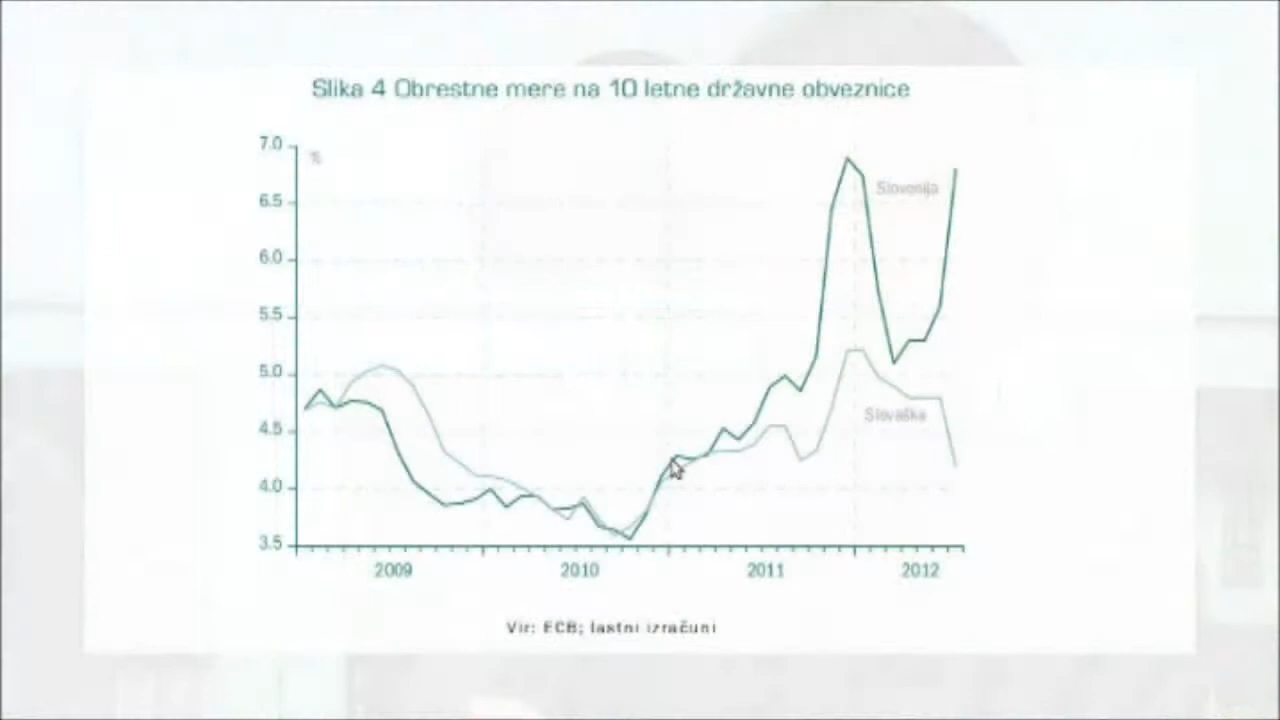 Slika 4 Obrestne mere na 10 letne državne obveznice
7.0
%
Slovenija
6.5
6.0
5.5
5.0
4.5
Slovaška
4.0
3.5
2009 2010 2011 2012
Vir: ECB; lastni izračuni